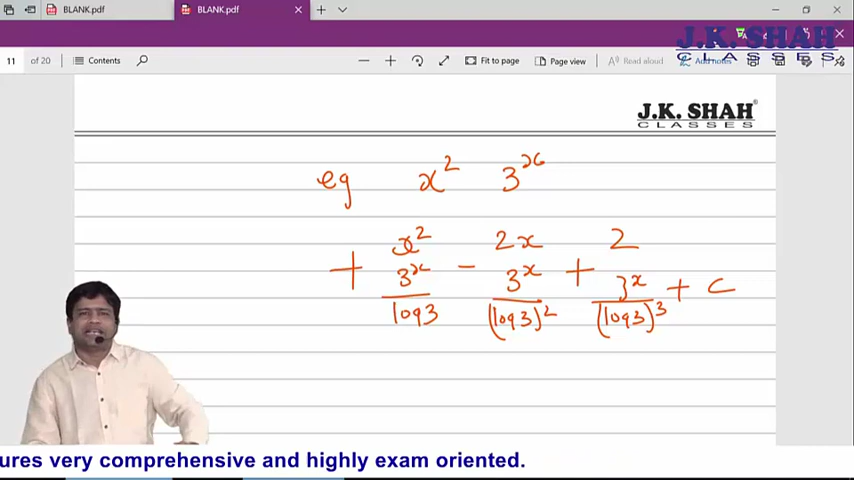 BLANK.pdf
BLANK.pdf
J.K. SHAH
CLASSES
11 of 20 Contents Fit to page Page view Read aloud Add notes
J.K. SHAH
CLASSES
eg x² 3ˣ
+ x² 3ˣ/log3 - 2x 3ˣ/(log3)² + 2 3ˣ/(log3)³ + c
ures very comprehensive and highly exam oriented.